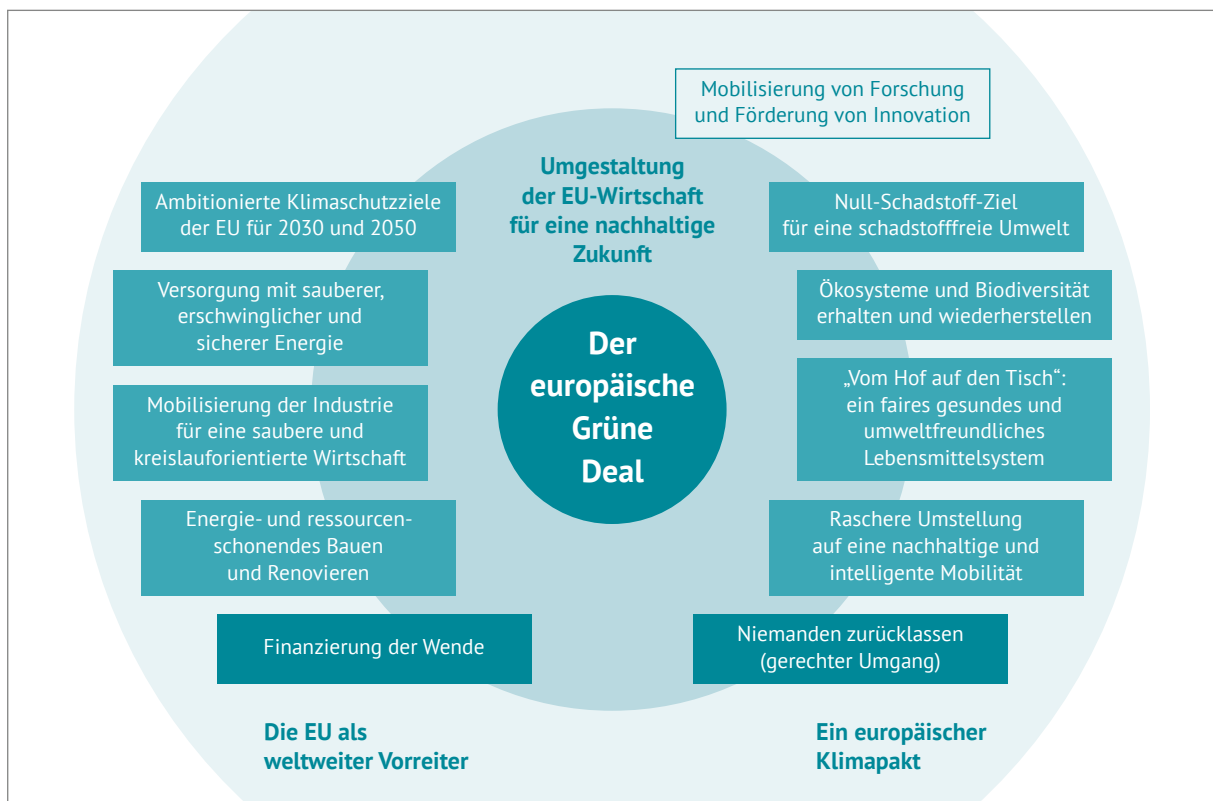 Mobilisierung von Forschung
und Förderung von Innovation
Umgestaltung
der EU-Wirtschaft
für eine nachhaltige
Zukunft
Ambitionierte Klimaschutzziele
der EU für 2030 und 2050
Versorgung mit sauberer,
erschwinglicher und
sicherer Energie
Mobilisierung der Industrie
für eine saubere und
kreislauforientierte Wirtschaft
Energie- und ressourcen-
schonendes Bauen
und Renovieren
Finanzierung der Wende
Der
europäische
Grüne
Deal
Null-Schadstoff-Ziel
für eine schadstofffreie Umwelt
Ökosysteme und Biodiversität
erhalten und wiederherstellen
„Vom Hof auf den Tisch“:
ein faires gesundes und
umweltfreundliches
Lebensmittelsystem
Raschere Umstellung
auf eine nachhaltige und
intelligente Mobilität
Niemanden zurücklassen
(gerechter Umgang)
Die EU als
weltweiter Vorreiter
Ein europäischer
Klimapakt